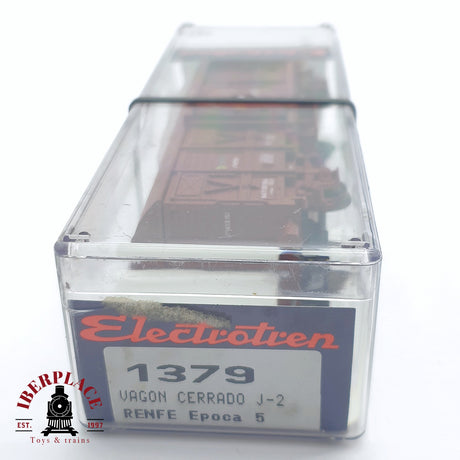 Electrotren
1379
VAGON CERRADO J-2
RENFE Epoca 5
IBERPLACE
EST. 1997
Toys & trains